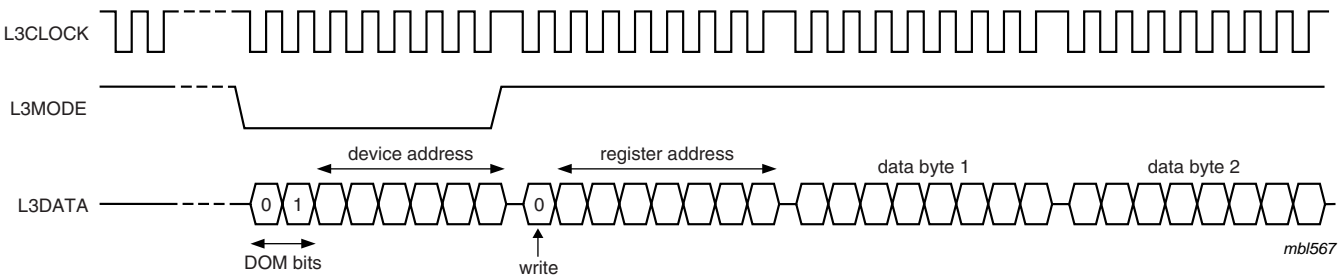 L3CLOCK
L3MODE
device address
register address
data byte 1
data byte 2
L3DATA
0 1
0
DOM bits
write
mbl567